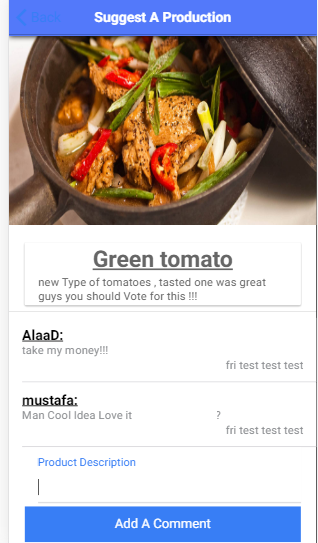 Back
Suggest A Production
Green tomato
new Type of tomatoes , tasted one was great
guys you should Vote for this !!!
AlaaD:
take my money!!!
fri test test test
mustafa:
Man Cool Idea Love it ?
fri test test test
Product Description
Add A Comment